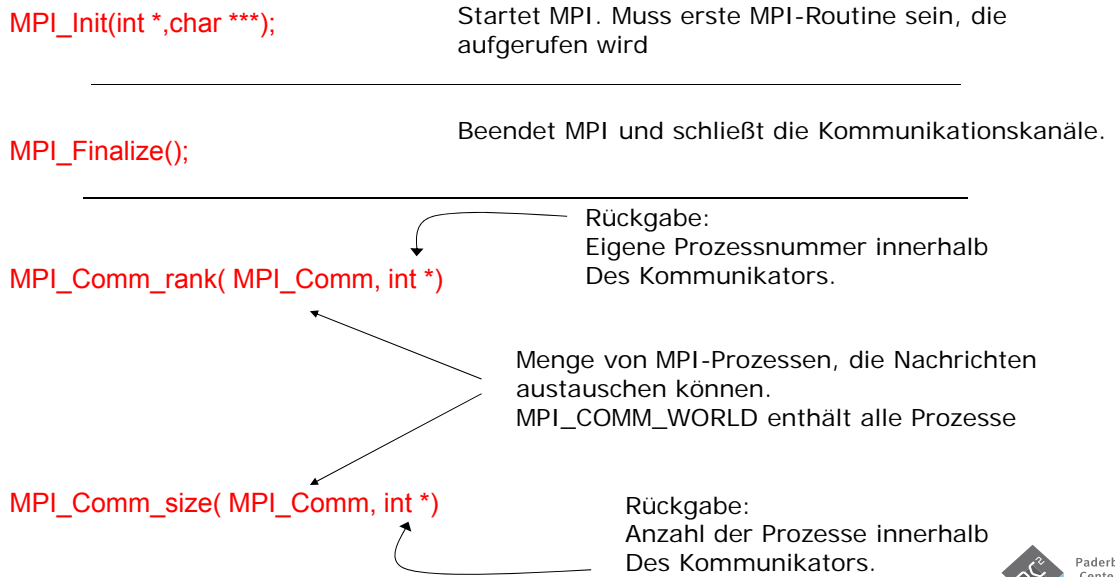 MPI_Init(int *,char ***);
Startet MPI. Muss erste MPI-Routine sein, die
aufgerufen wird
Beendet MPI und schließt die Kommunikationskanäle.
MPI_Finalize();
Rückgabe:
Eigene Prozessnummer innerhalb
Des Kommunikators.
MPI_Comm_rank( MPI_Comm, int *)
Menge von MPI-Prozessen, die Nachrichten
austauschen können.
MPI_COMM_WORLD enthält alle Prozesse
MPI_Comm_size( MPI_Comm, int *)
Rückgabe:
Anzahl der Prozesse innerhalb
Des Kommunikators.